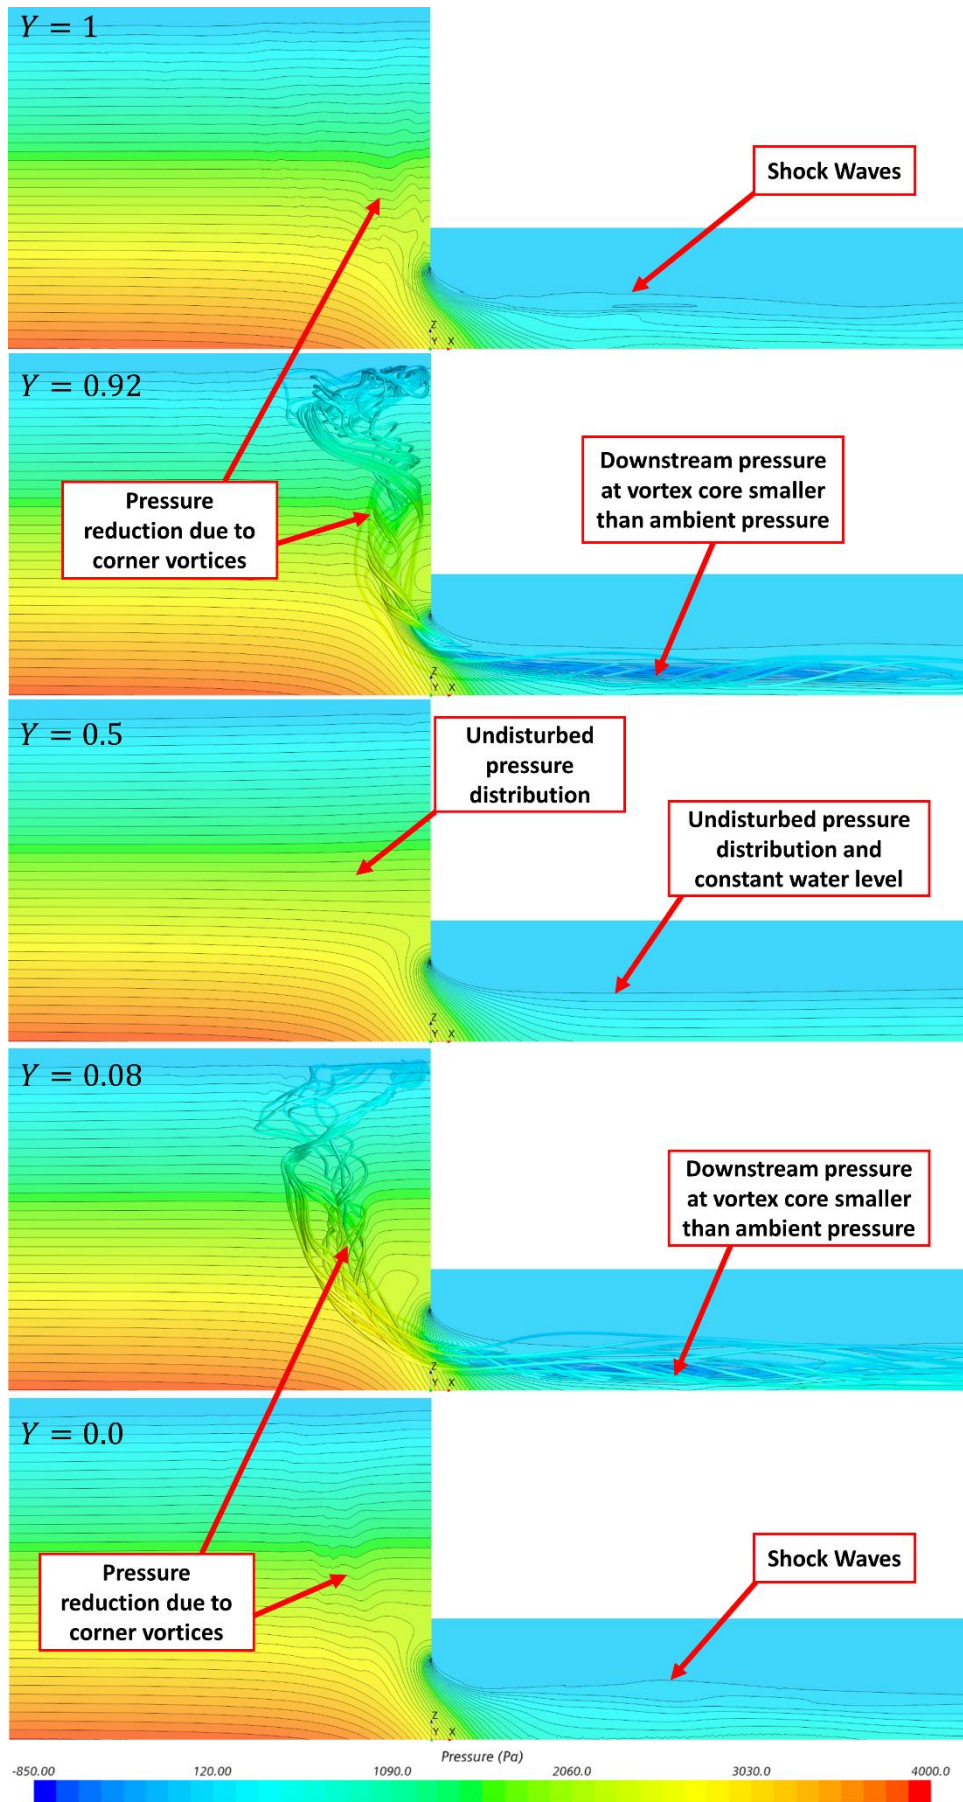 Y = 1
Shock Waves
Z
Y X
Y = 0.92
Downstream pressure
at vortex core smaller
than ambient pressure
Pressure
reduction due to
corner vortices
Z
Y X
Y = 0.5
Undisturbed
pressure
distribution
Undisturbed pressure
distribution and
constant water level
Z
Y X
Y = 0.08
Downstream pressure
at vortex core smaller
than ambient pressure
Z
Y X
Y = 0.0
Pressure
reduction due to
corner vortices
Shock Waves
Z
Y X
Pressure (Pa)
-850.00 120.00 1090.0 2060.0 3030.0 4000.0